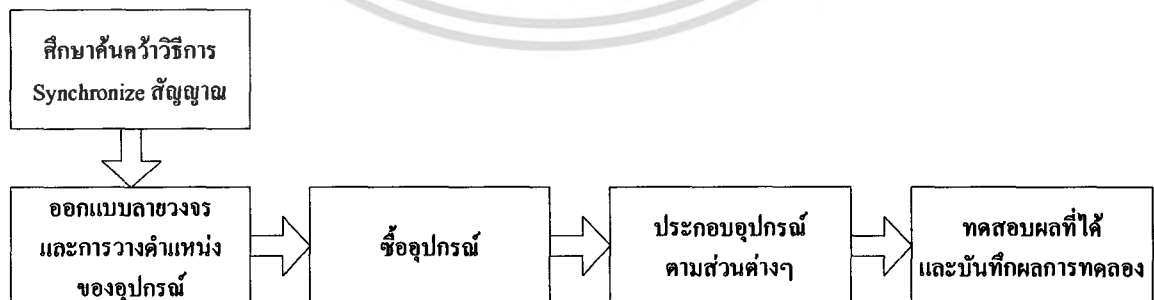 ศึกษาค้นคว้าวิธีการ
Synchronize สัญญาณ
ออกแบบลายวงจร
และการวางตำแหน่ง
ของอุปกรณ์
ซื้ออุปกรณ์
ประกอบอุปกรณ์
ตามส่วนต่างๆ
ทดสอบผลที่ได้
และบันทึกผลการทดลอง